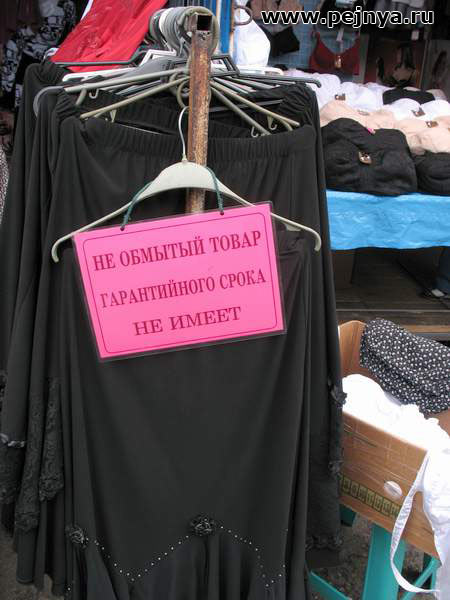 www.pejnya.ru
НЕ ОБМЫТЫЙ ТОВАР
ГАРАНТИЙНОГО СРОКА
НЕ ИМЕЕТ